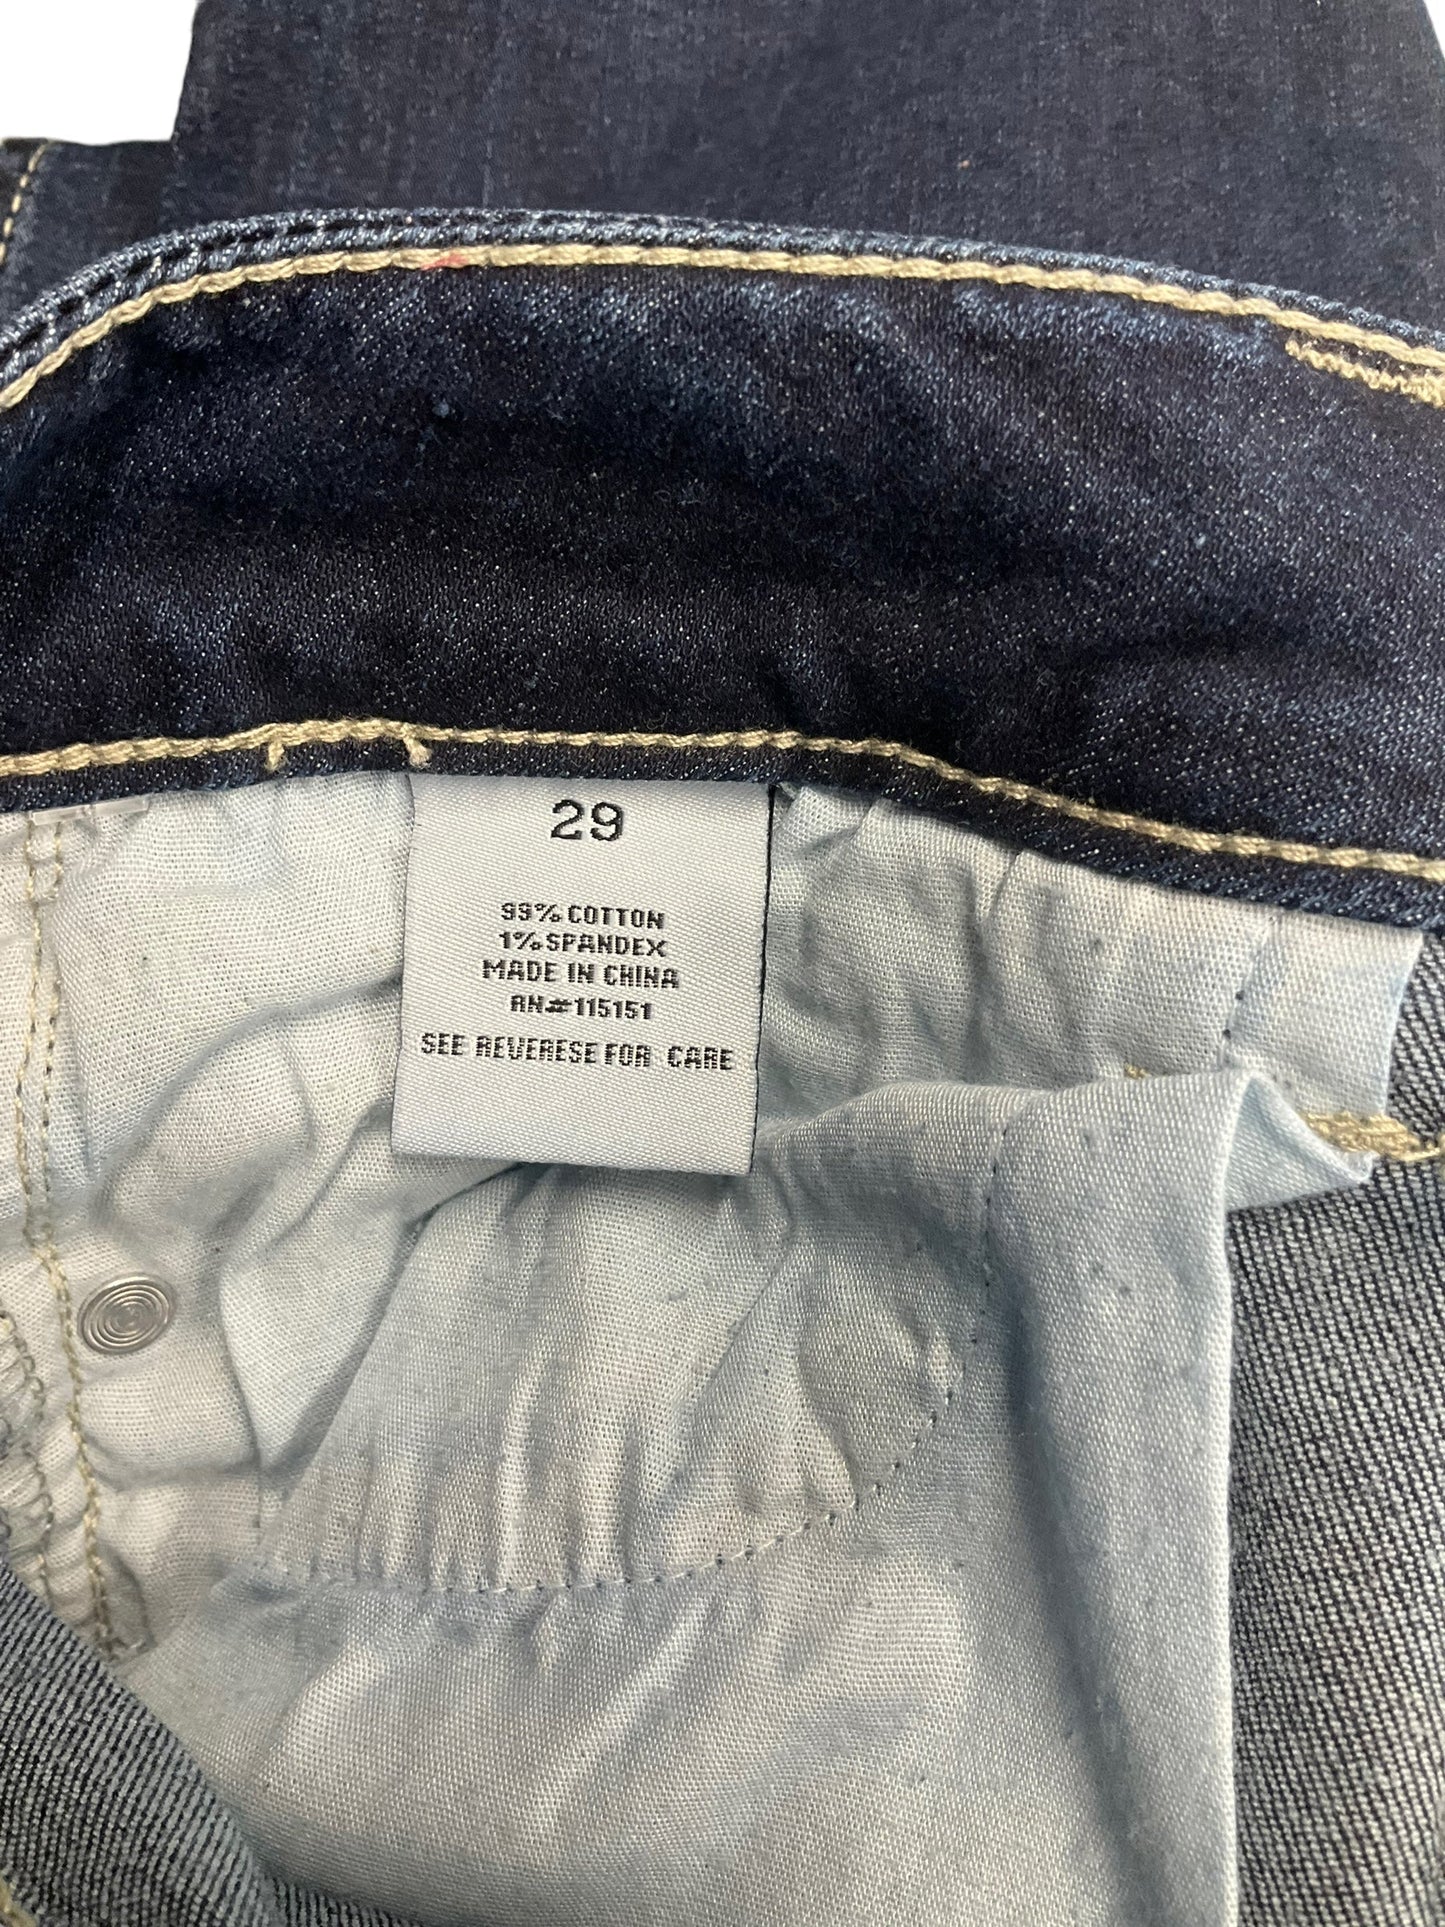 29
99% COTTON
1% SPANDEX
MADE IN CHINA
RN#115151
SEE REVERESE FOR CARE